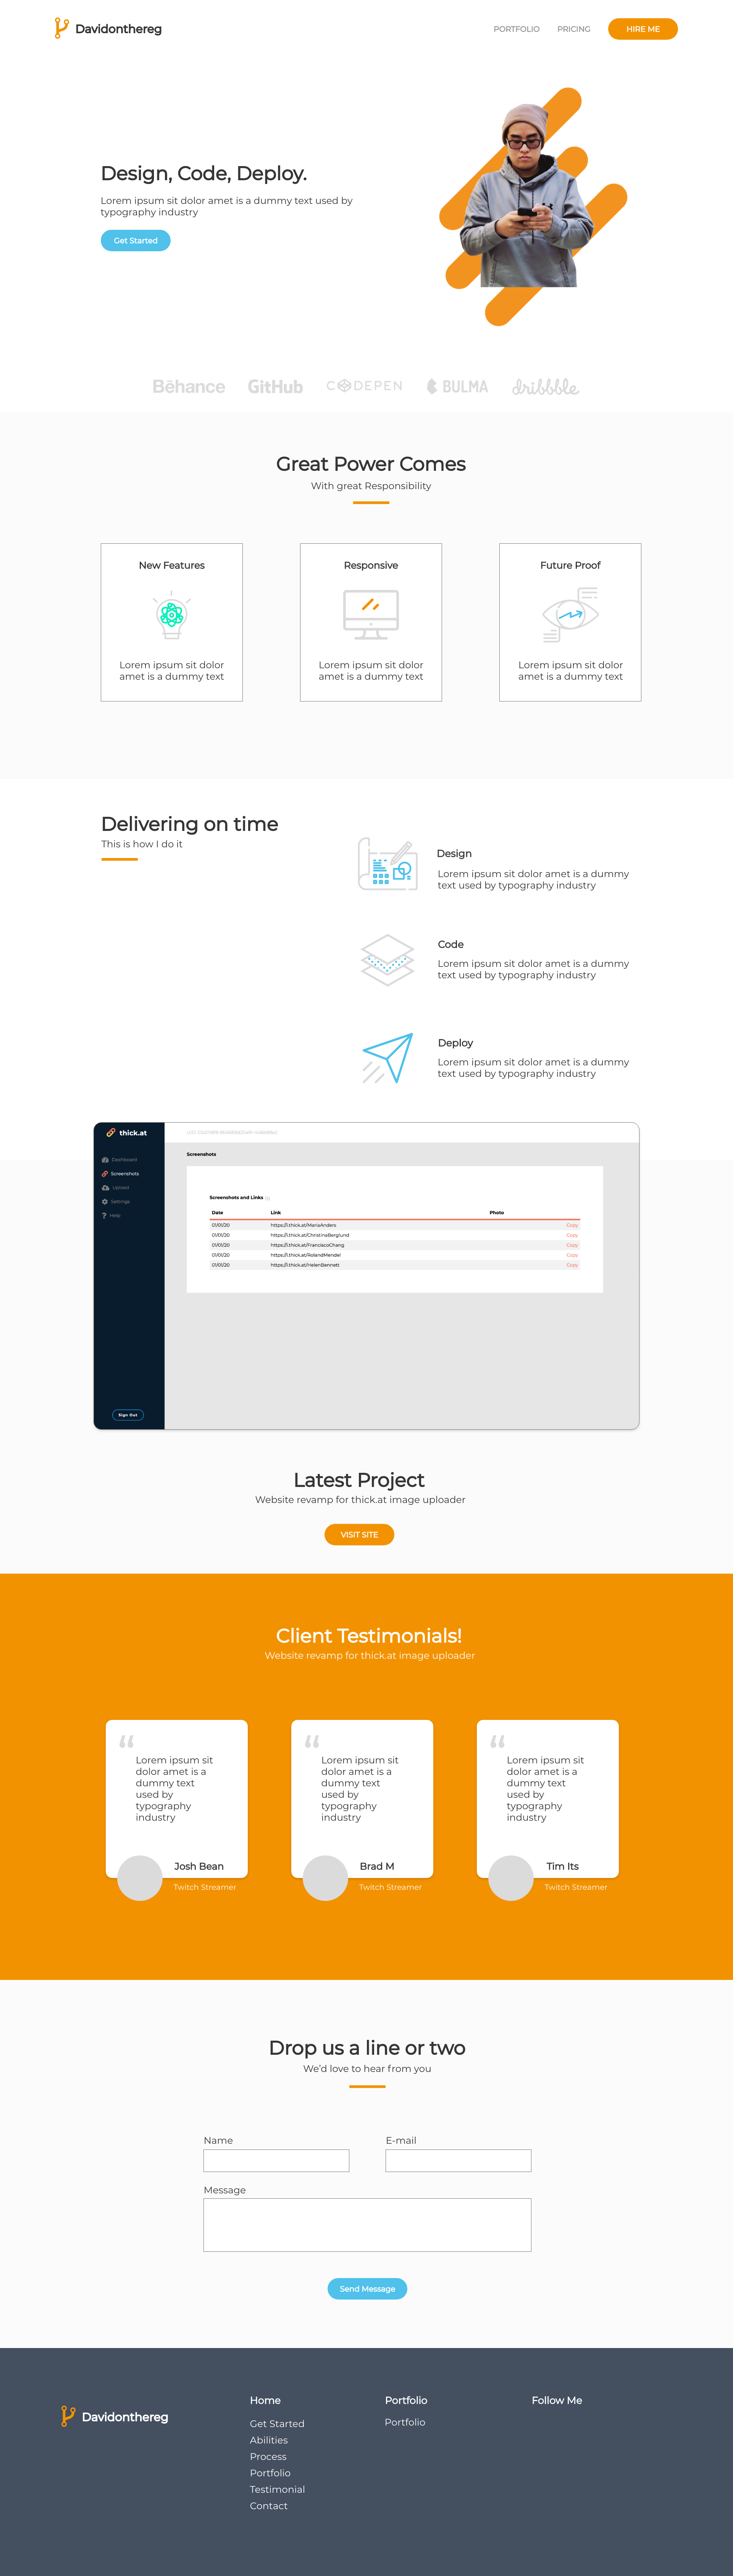 Davidonthereg
PORTFOLIO
PRICING
HIRE ME
Design, Code, Deploy.
Lorem ipsum sit dolor amet is a dummy text used by
typography industry
Get Started
Bēhance
GitHub
CODEPEN
BULMA
dribbble
Great Power Comes
With great Responsibility
New Features
Lorem ipsum sit dolor
amet is a dummy text
Responsive
Lorem ipsum sit dolor
amet is a dummy text
Future Proof
Lorem ipsum sit dolor
amet is a dummy text
Delivering on time
This is how I do it
Design
Lorem ipsum sit dolor amet is a dummy
text used by typography industry
Code
Lorem ipsum sit dolor amet is a dummy
text used by typography industry
Deploy
Lorem ipsum sit dolor amet is a dummy
text used by typography industry
thick.at
Dashboard
Screenshots
Upload
Settings
Help
Sign Out
Screenshots
Screenshots and Links
Date Link Photo
01/01/20 https://i.thick.at/MariaAnders Copy
01/01/20 https://i.thick.at/ChristinaBerglund Copy
01/01/20 https://i.thick.at/FranciscoChang Copy
01/01/20 https://i.thick.at/RolandMendel Copy
01/01/20 https://i.thick.at/HelenBennett Copy
Latest Project
Website revamp for thick.at image uploader
VISIT SITE
Client Testimonials!
Website revamp for thick.at image uploader
“
Lorem ipsum sit
dolor amet is a
dummy text
used by
typography
industry
Josh Bean
Twitch Streamer
“
Lorem ipsum sit
dolor amet is a
dummy text
used by
typography
industry
Brad M
Twitch Streamer
“
Lorem ipsum sit
dolor amet is a
dummy text
used by
typography
industry
Tim Its
Twitch Streamer
Drop us a line or two
We'd love to hear from you
Name
E-mail
Message
Send Message
Davidonthereg
Home
Get Started
Abilities
Process
Portfolio
Testimonial
Contact
Portfolio
Portfolio
Follow Me